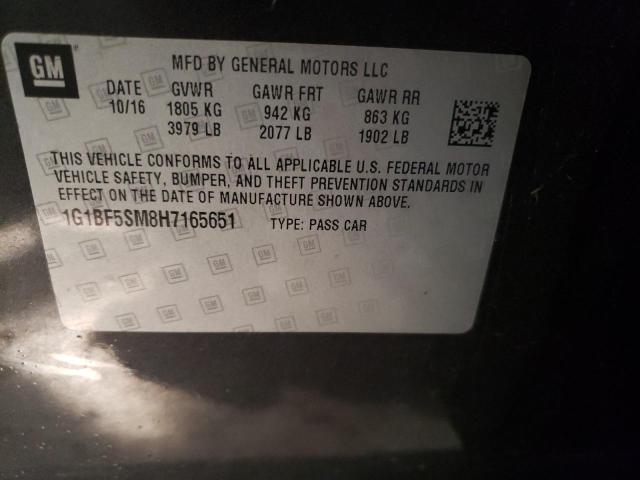 GM
MFD BY GENERAL MOTORS LLC
DATE GVWR GAWR FRT GAWR RR
10/16 1805 KG 942 KG 863 KG
3979 LB 2077 LB 1902 LB
THIS VEHICLE CONFORMS TO ALL APPLICABLE U.S. FEDERAL MOTOR
VEHICLE SAFETY, BUMPER, AND THEFT PREVENTION STANDARDS IN
EFFECT ON THE DATE OF MANUFACTURE SHOWN ABOVE.
1G1BF5SM8H7165651 TYPE: PASS CAR